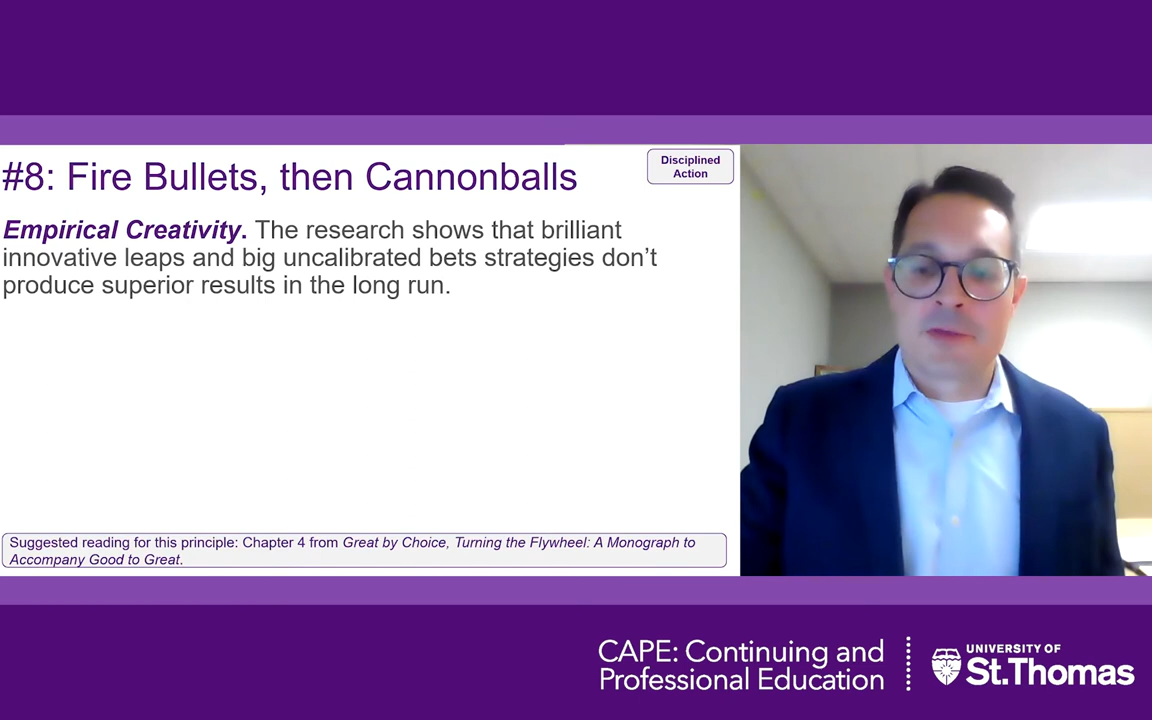 #8: Fire Bullets, then Cannonballs
Disciplined
Action
Empirical Creativity. The research shows that brilliant
innovative leaps and big uncalibrated bets strategies don’t
produce superior results in the long run.
Suggested reading for this principle: Chapter 4 from Great by Choice, Turning the Flywheel: A Monograph to
Accompany Good to Great.
CAPE: Continuing and
Professional Education
UNIVERSITY OF
St.Thomas